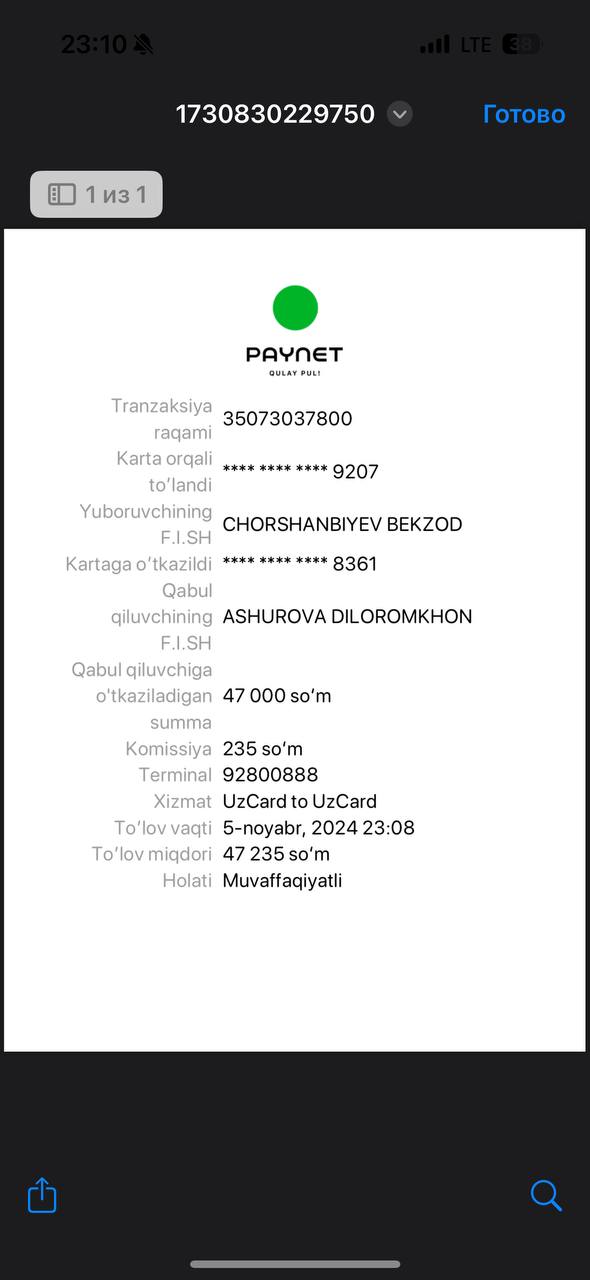 23:10
LTE 38
1730830229750
Готово
1 из 1
PAYNET
QULAY PUL!
Tranzaksiya
raqami
35073037800
Karta orqali
to‘landi
**** **** **** 9207
Yuboruvchining
F.I.SH
CHORSHANBIYEV BEKZOD
Kartaga o‘tkazildi
**** **** **** 8361
Qabul
qiluvchining
F.I.SH
ASHUROVA DILOROMKHON
Qabul qiluvchiga
o'tkaziladigan
summa
47 000 so‘m
Komissiya
235 so‘m
Terminal
92800888
Xizmat
UzCard to UzCard
To‘lov vaqti
5-noyabr, 2024 23:08
To‘lov miqdori
47 235 so‘m
Holati
Muvaffaqiyatli